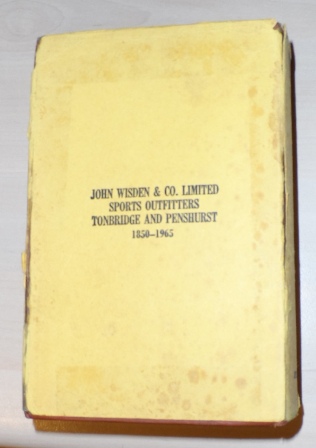 JOHN WISDEN & CO. LIMITED
SPORTS OUTFITTERS
TONBRIDGE AND PENSHURST
1850–1965